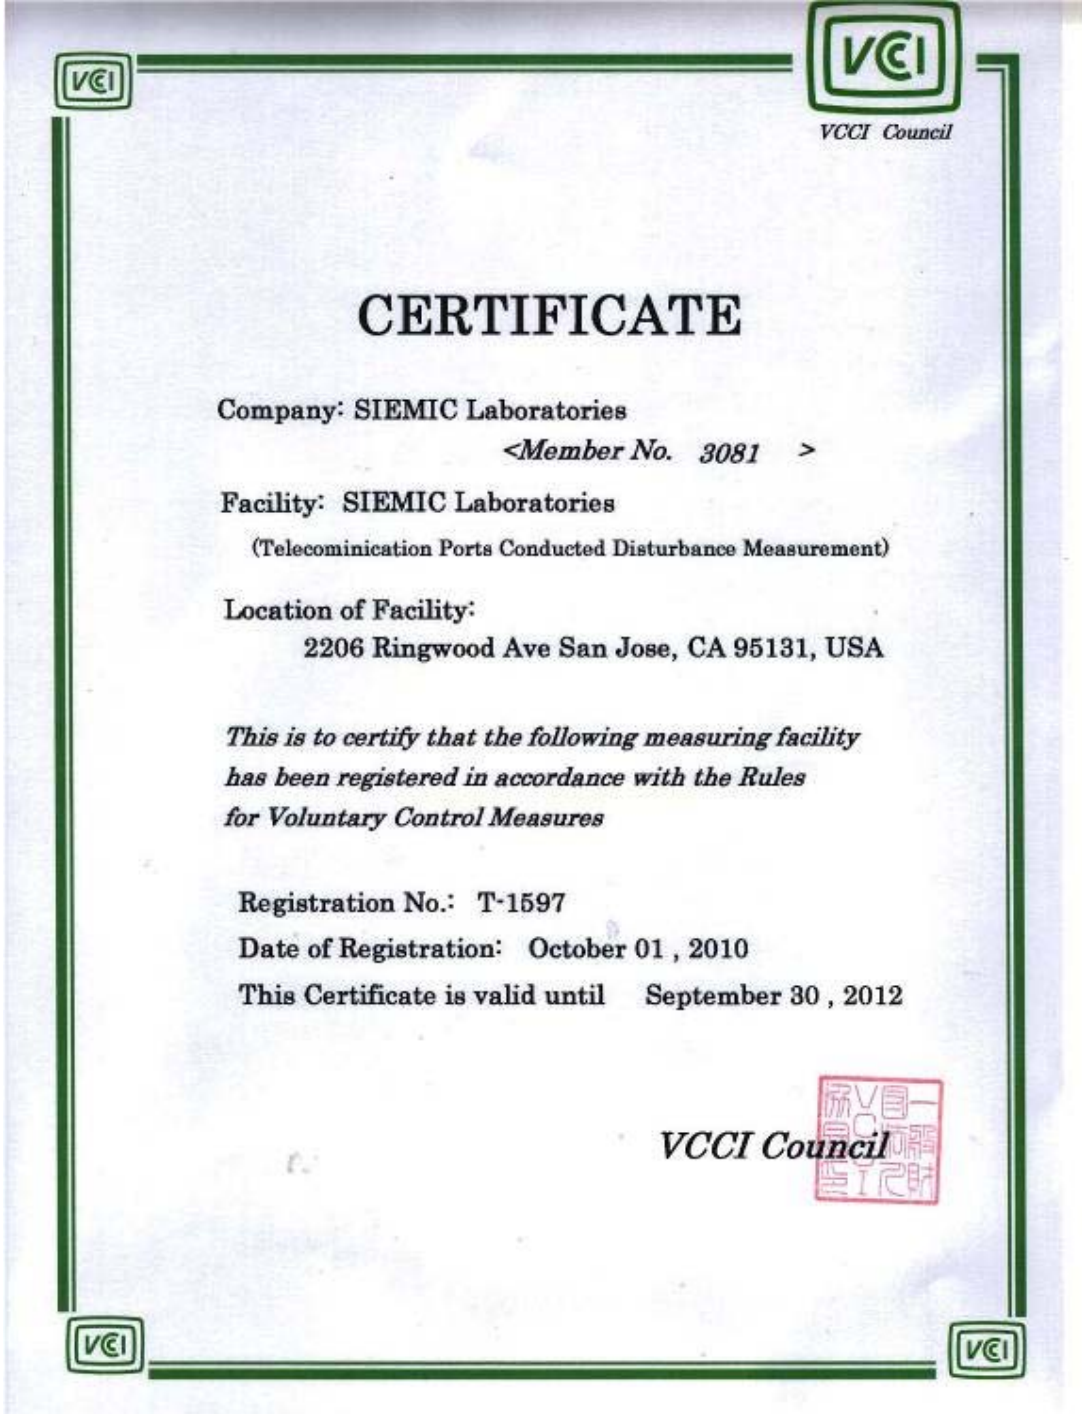 VCCI
VCCI
VCCI Council
CERTIFICATE
Company: SIEMIC Laboratories
<Member No. 3081 >
Facility: SIEMIC Laboratories
(Telecominication Ports Conducted Disturbance Measurement)
Location of Facility:
2206 Ringwood Ave San Jose, CA 95131, USA
This is to certify that the following measuring facility
has been registered in accordance with the Rules
for Voluntary Control Measures
Registration No.: T-1597
Date of Registration: October 01 , 2010
This Certificate is valid until September 30 , 2012
VCCI Council
VCCI
VCCI